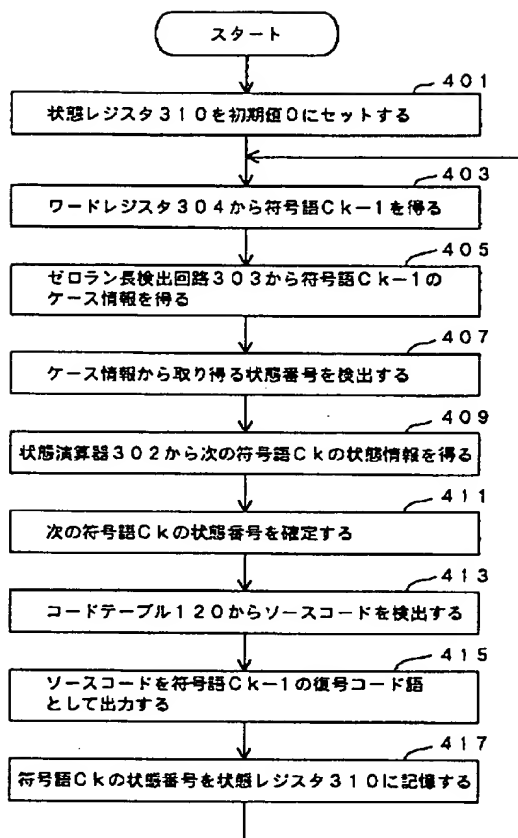 スタート
401
状態レジスタ310を初期値0にセットする
403
ワードレジスタ304から符号語Ck-1を得る
405
ゼロラン長検出回路303から符号語Ck-1の
ケース情報を得る
407
ケース情報から取り得る状態番号を検出する
409
状態演算器302から次の符号語Ckの状態情報を得る
411
次の符号語Ckの状態番号を確定する
413
コードテーブル120からソースコードを検出する
415
ソースコードを符号語Ck-1の復号コード語
として出力する
417
符号語Ckの状態番号を状態レジスタ310に記憶する